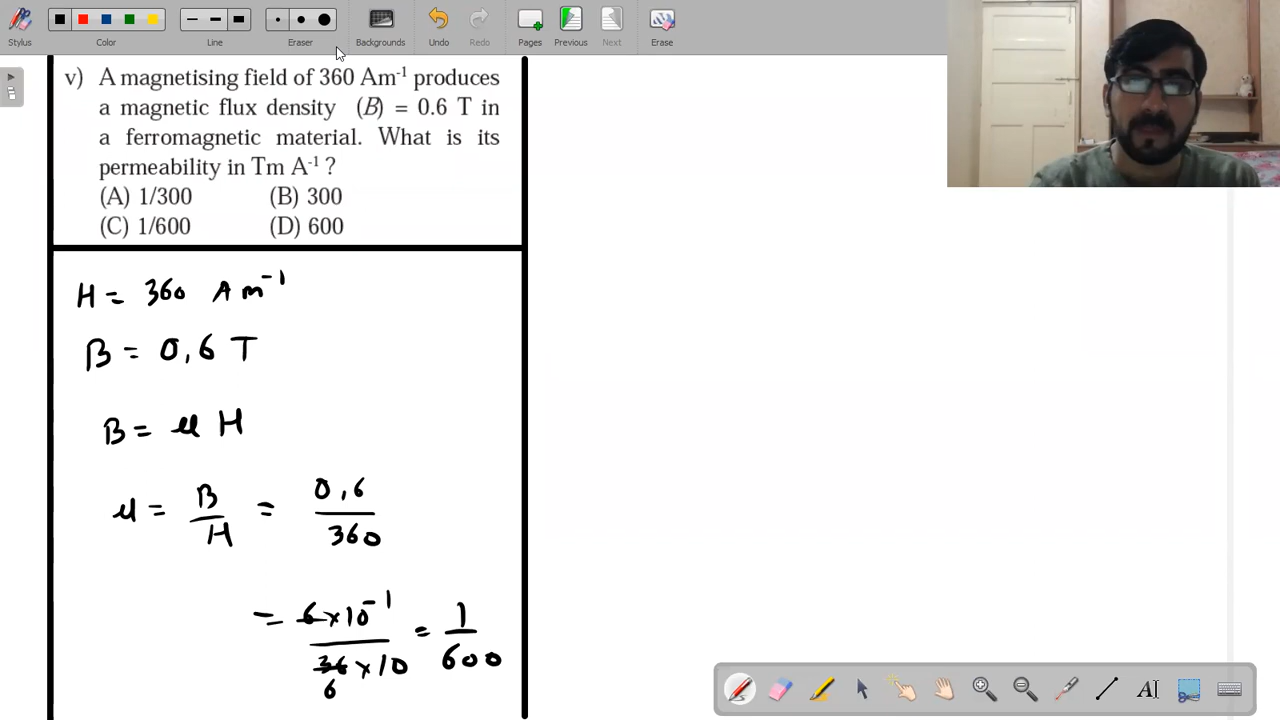 Stylus
Color
Line
Eraser
Backgrounds
Undo
Redo
Pages
Previous
Next
Erase
v) A magnetising field of 360 Am⁻¹ produces
a magnetic flux density (B) = 0.6 T in
a ferromagnetic material. What is its
permeability in Tm A⁻¹ ?
(A) 1/300 (B) 300
(C) 1/600 (D) 600
H = 360 A m⁻¹
B = 0,6 T
B = μ H
μ = B/H = 0,6/360
= 6×10⁻¹/36×10 = 1/600
6
AI